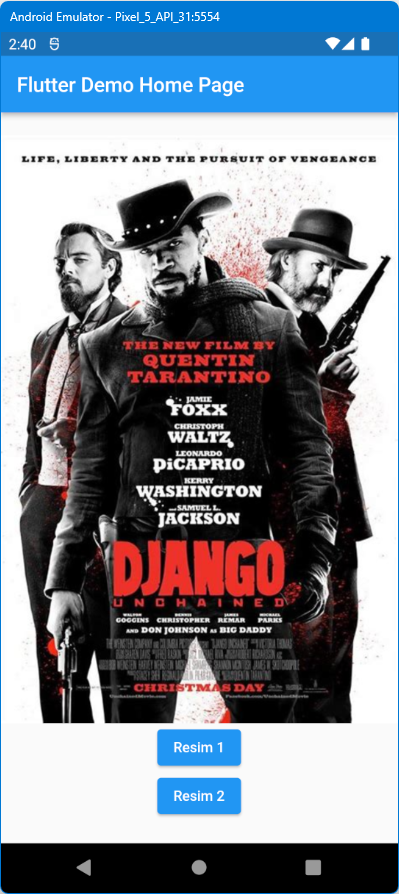 Android Emulator - Pixel_5_API_31:5554
2:40
Flutter Demo Home Page
LIFE, LIBERTY AND THE PURSUIT OF VENGEANCE
THE NEW FILM BY
QUENTIN
TARANTINO
JAMIE
FOXX
CHRISTOPH
WALTZ
LEONARDO
DiCAPRIO
KERRY
WASHINGTON
AND SAMUEL L.
JACKSON
DJANGO
UNCHAINED
WALTON DENNIS JAMES MICHAEL
GOGGINS CHRISTOPHER REMAR PARKS
AND DON JOHNSON AS BIG DADDY
CHRISTMAS DAY
UnchainedMovie.com
Resim 1
Resim 2